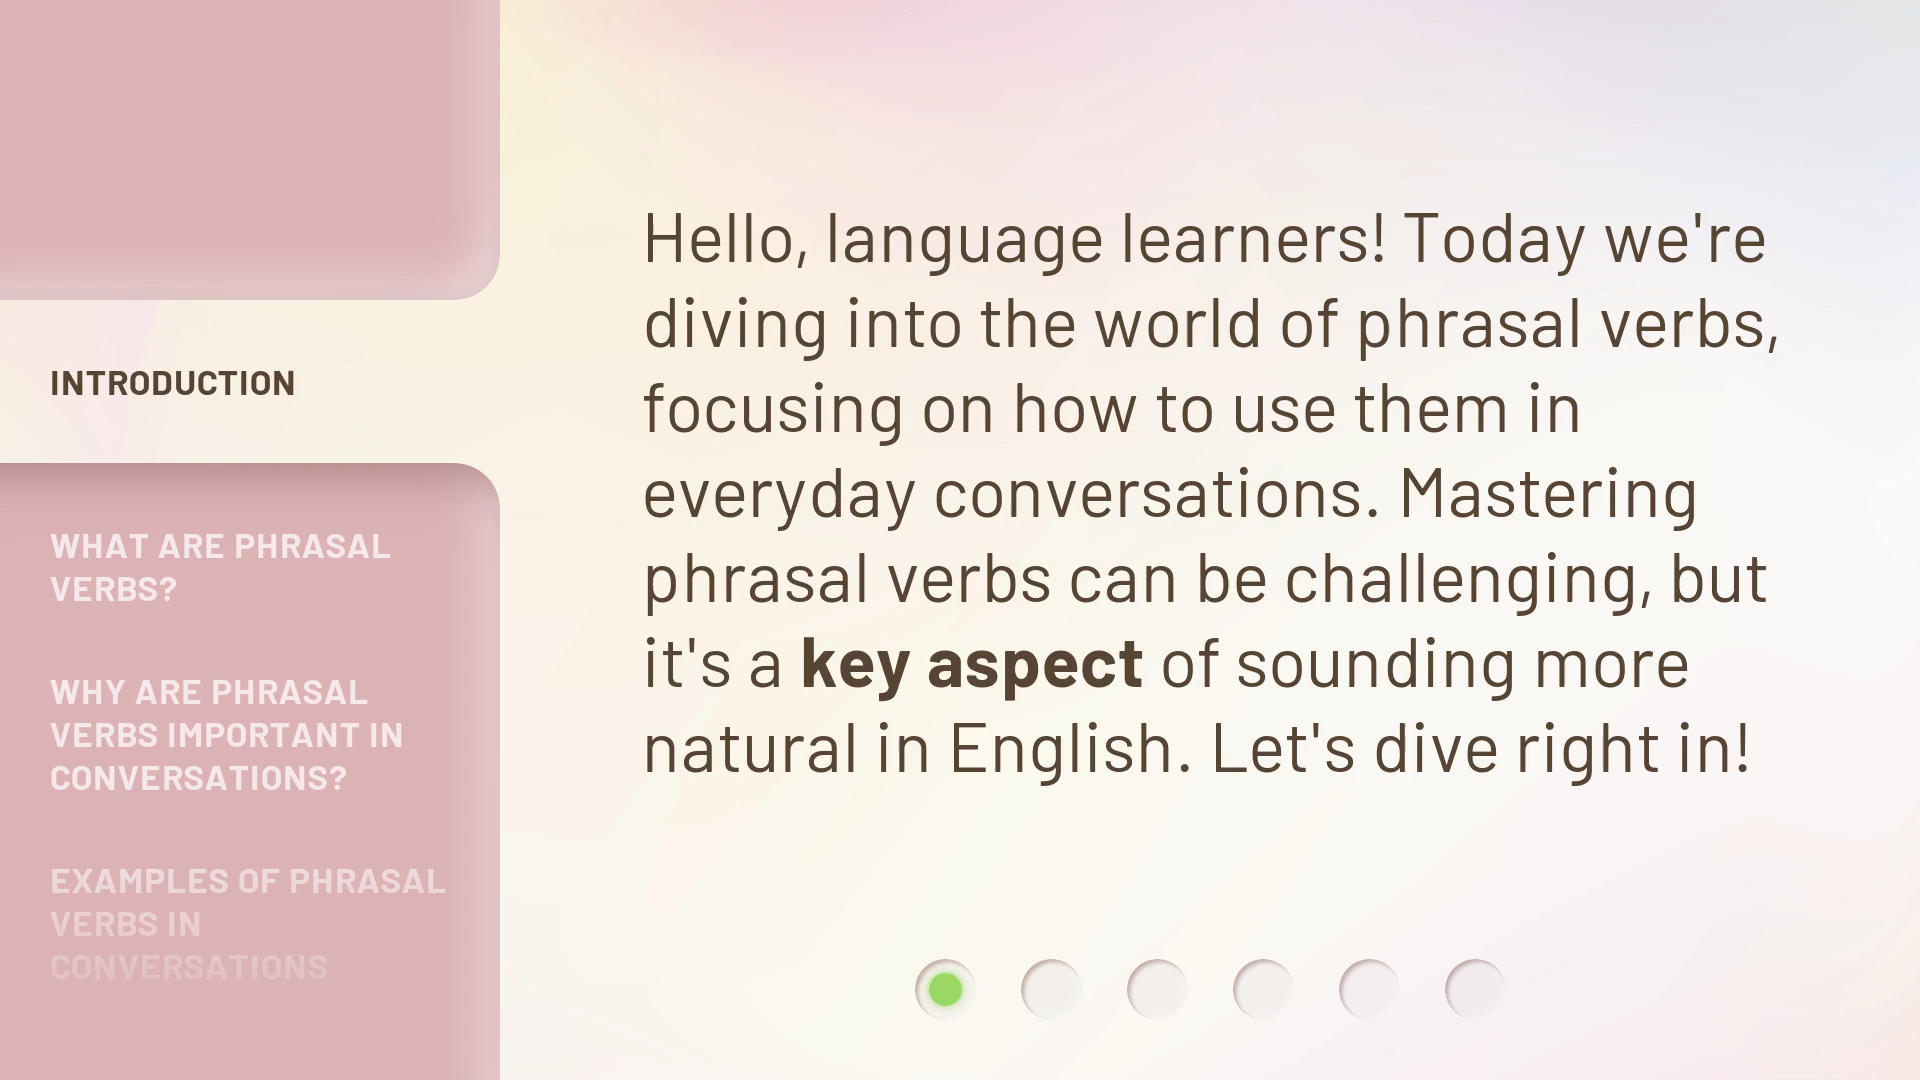 INTRODUCTION
WHAT ARE PHRASAL
VERBS?
WHY ARE PHRASAL
VERBS IMPORTANT IN
CONVERSATIONS?
EXAMPLES OF PHRASAL
VERBS IN
CONVERSATIONS
Hello, language learners! Today we're
diving into the world of phrasal verbs,
focusing on how to use them in
everyday conversations. Mastering
phrasal verbs can be challenging, but
it's a key aspect of sounding more
natural in English. Let's dive right in!